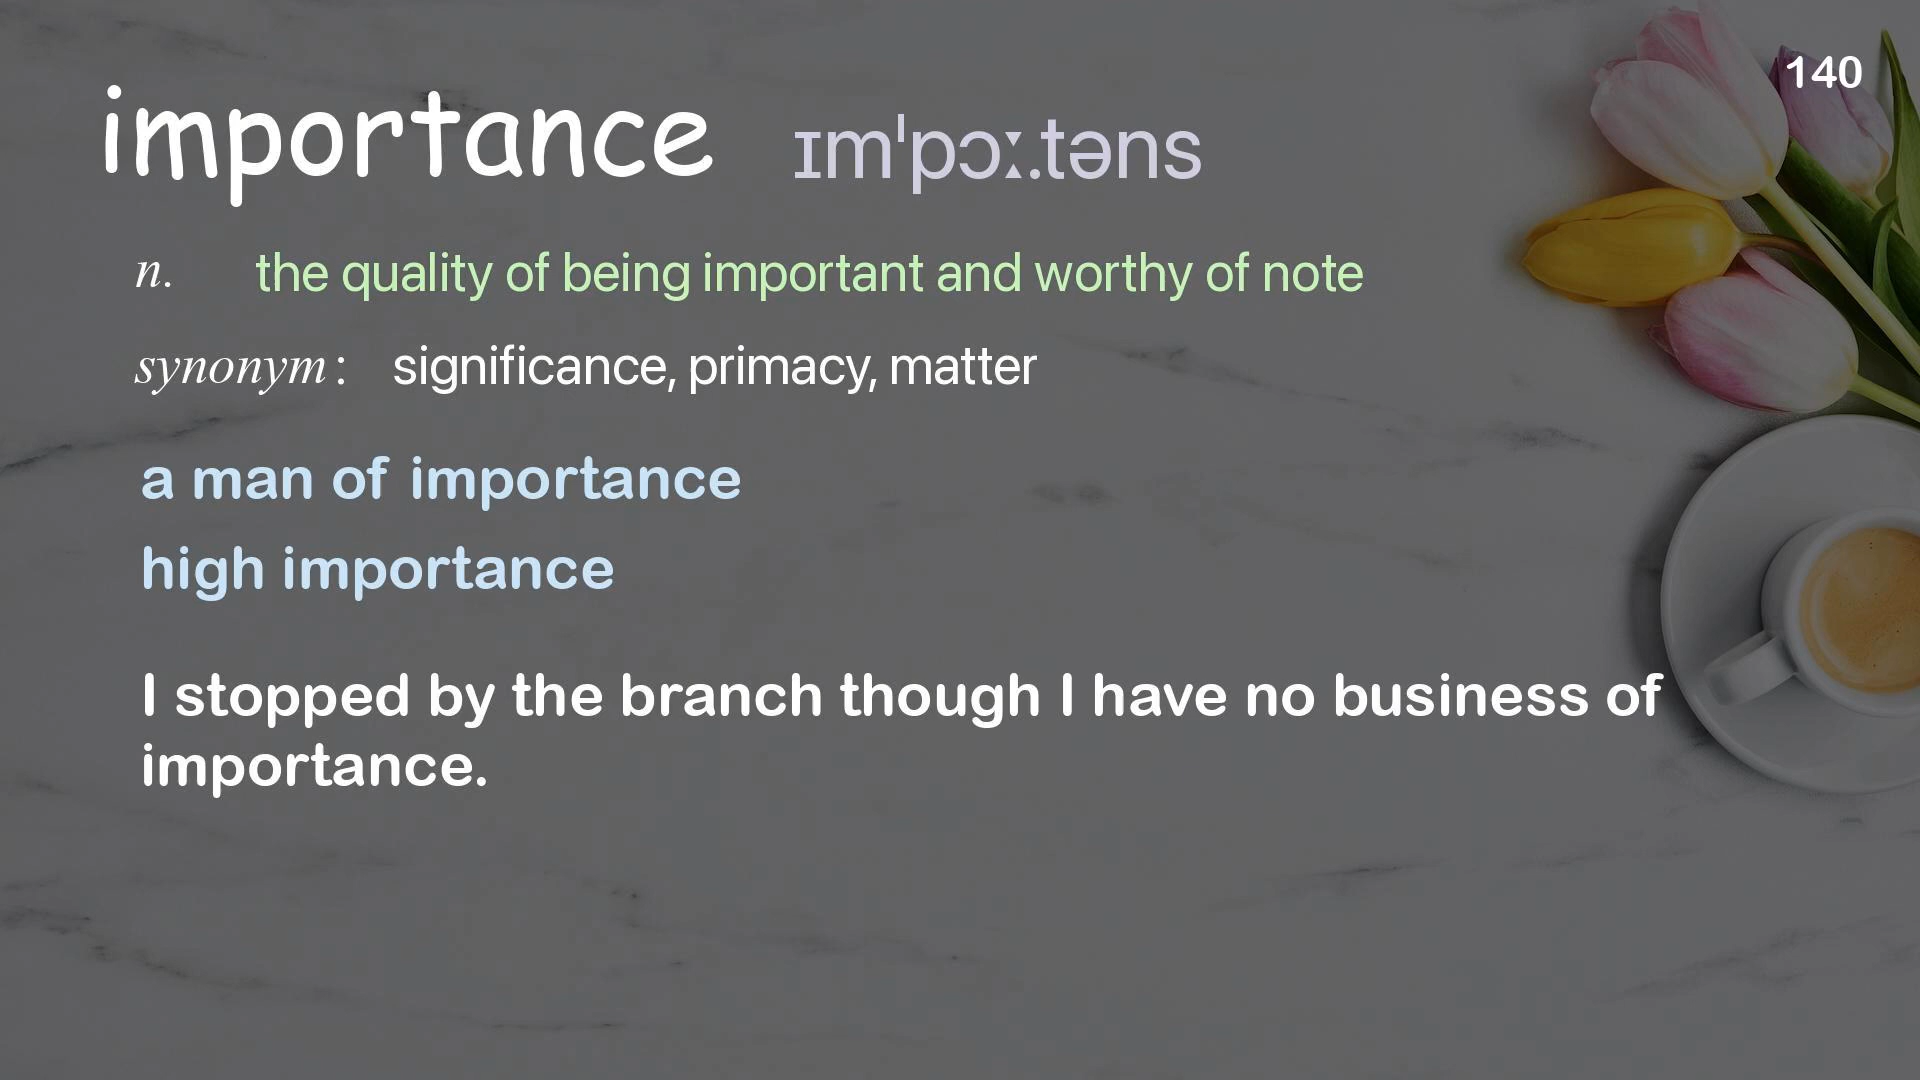 140
importance ɪmˈpɔː.təns
n. the quality of being important and worthy of note
synonym: significance, primacy, matter
a man of importance
high importance
I stopped by the branch though I have no business of
importance.